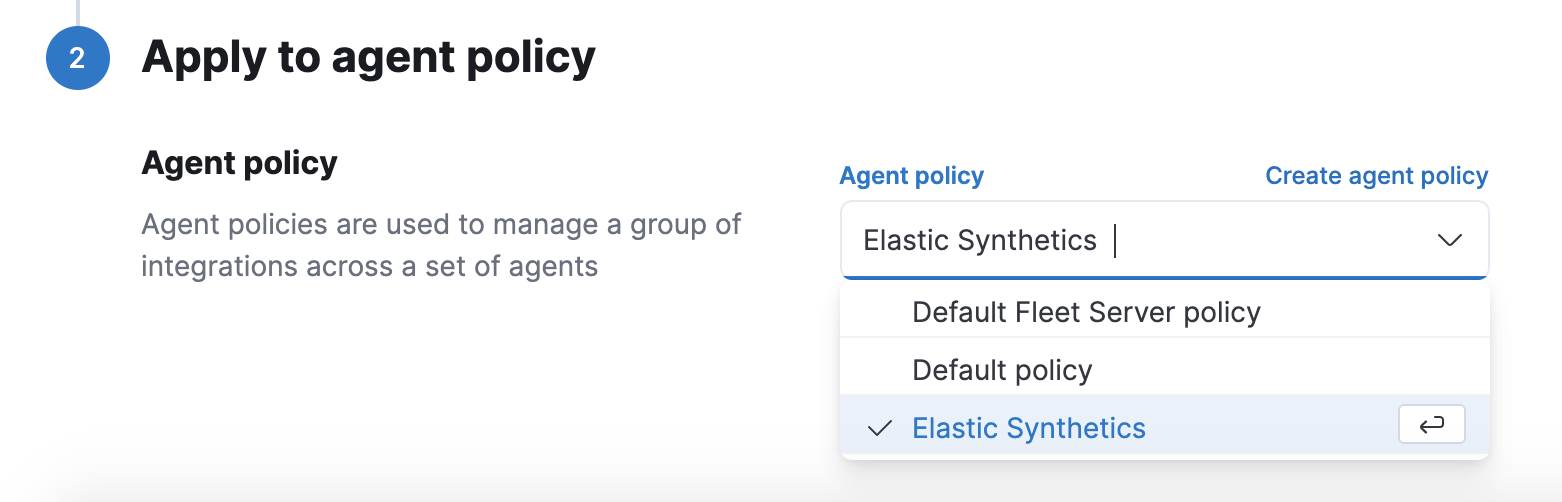 2
Apply to agent policy
Agent policy
Agent policies are used to manage a group of
integrations across a set of agents
Agent policy
Create agent policy
Elastic Synthetics
Default Fleet Server policy
Default policy
Elastic Synthetics